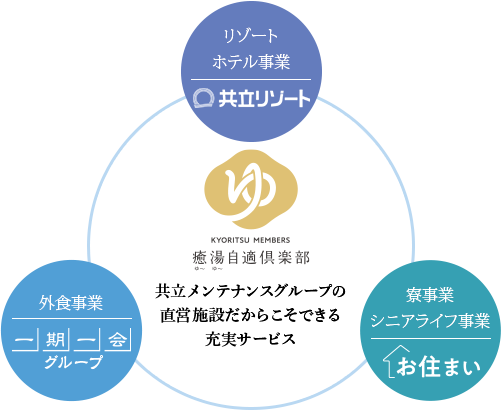 リゾート
ホテル事業
共立リゾート
ゆ
KYORITSU MEMBERS
癒湯自適倶楽部
ゆ〜 ゆ〜
共立メンテナンスグループの
直営施設だからこそできる
充実サービス
外食事業
一期一会
グループ
寮事業
シニアライフ事業
お住まい